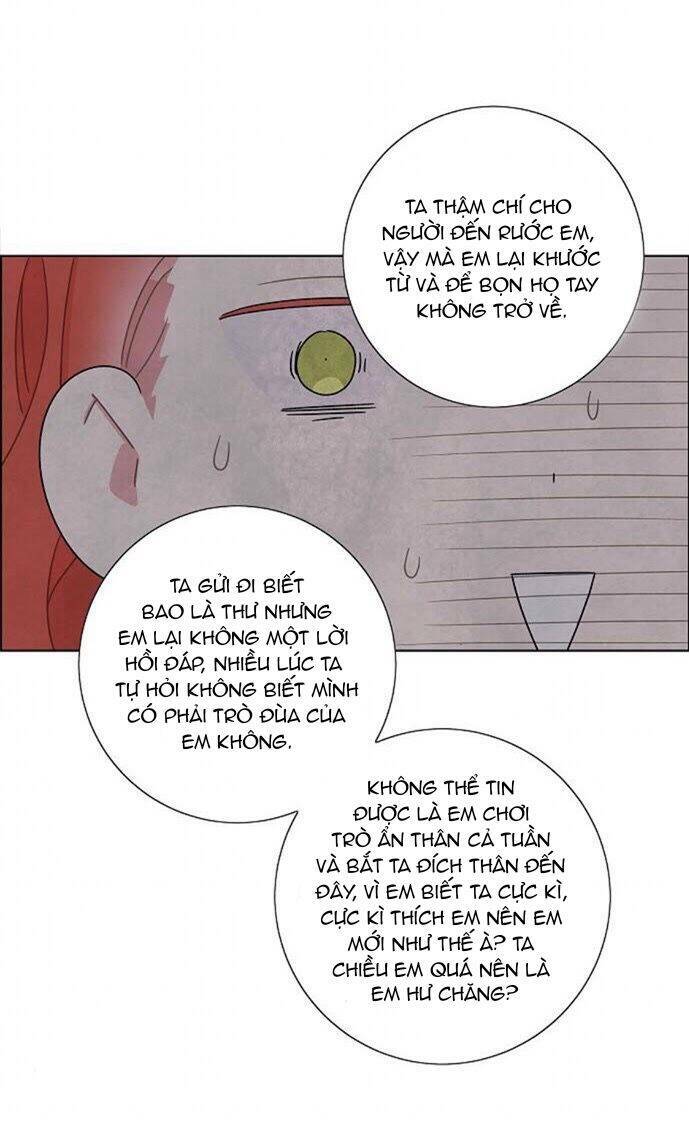 TA THẬM CHÍ CHO
NGƯỜI ĐẾN RƯỚC EM,
VẬY MÀ EM LẠI KHƯỚC
TỪ VÀ ĐỂ BỌN HỌ TAY
KHÔNG TRỞ VỀ.
TA GỬI ĐI BIẾT
BAO LÀ THƯ NHƯNG
EM LẠI KHÔNG MỘT LỜI
HỒI ĐÁP, NHIỀU LÚC TA
TỰ HỎI KHÔNG BIẾT MÌNH
CÓ PHẢI TRÒ ĐÙA CỦA
EM KHÔNG.
KHÔNG THỂ TIN
ĐƯỢC LÀ EM CHƠI
TRÒ ẨN THÂN CẢ TUẦN
VÀ BẮT TA ĐÍCH THÂN ĐẾN
ĐÂY, VÌ EM BIẾT TA CỰC KÌ,
CỰC KÌ THÍCH EM NÊN EM
MỚI NHƯ THẾ À? TA
CHIỀU EM QUÁ NÊN LÀ
EM HƯ CHĂNG?